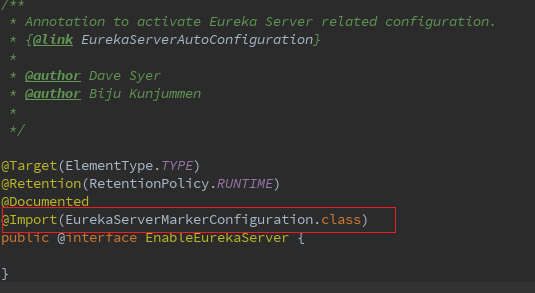 /**
 * Annotation to activate Eureka Server related configuration.
 * {@link EurekaServerAutoConfiguration}
 *
 * @author Dave Syer
 * @author Biju Kunjummen
 *
 */
@Target(ElementType.TYPE)
@Retention(RetentionPolicy.RUNTIME)
@Documented
@Import(EurekaServerMarkerConfiguration.class)
public @interface EnableEurekaServer {
}